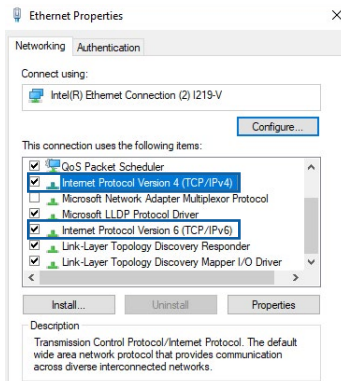 Ethernet Properties
Networking Authentication
Connect using:
Intel(R) Ethernet Connection (2) I219-V
Configure...
This connection uses the following items:
QoS Packet Scheduler
Internet Protocol Version 4 (TCP/IPv4)
Microsoft Network Adapter Multiplexor Protocol
Microsoft LLDP Protocol Driver
Internet Protocol Version 6 (TCP/IPv6)
Link-Layer Topology Discovery Responder
Link-Layer Topology Discovery Mapper I/O Driver
Install... Uninstall Properties
Description
Transmission Control Protocol/Internet Protocol. The default
wide area network protocol that provides communication
across diverse interconnected networks.